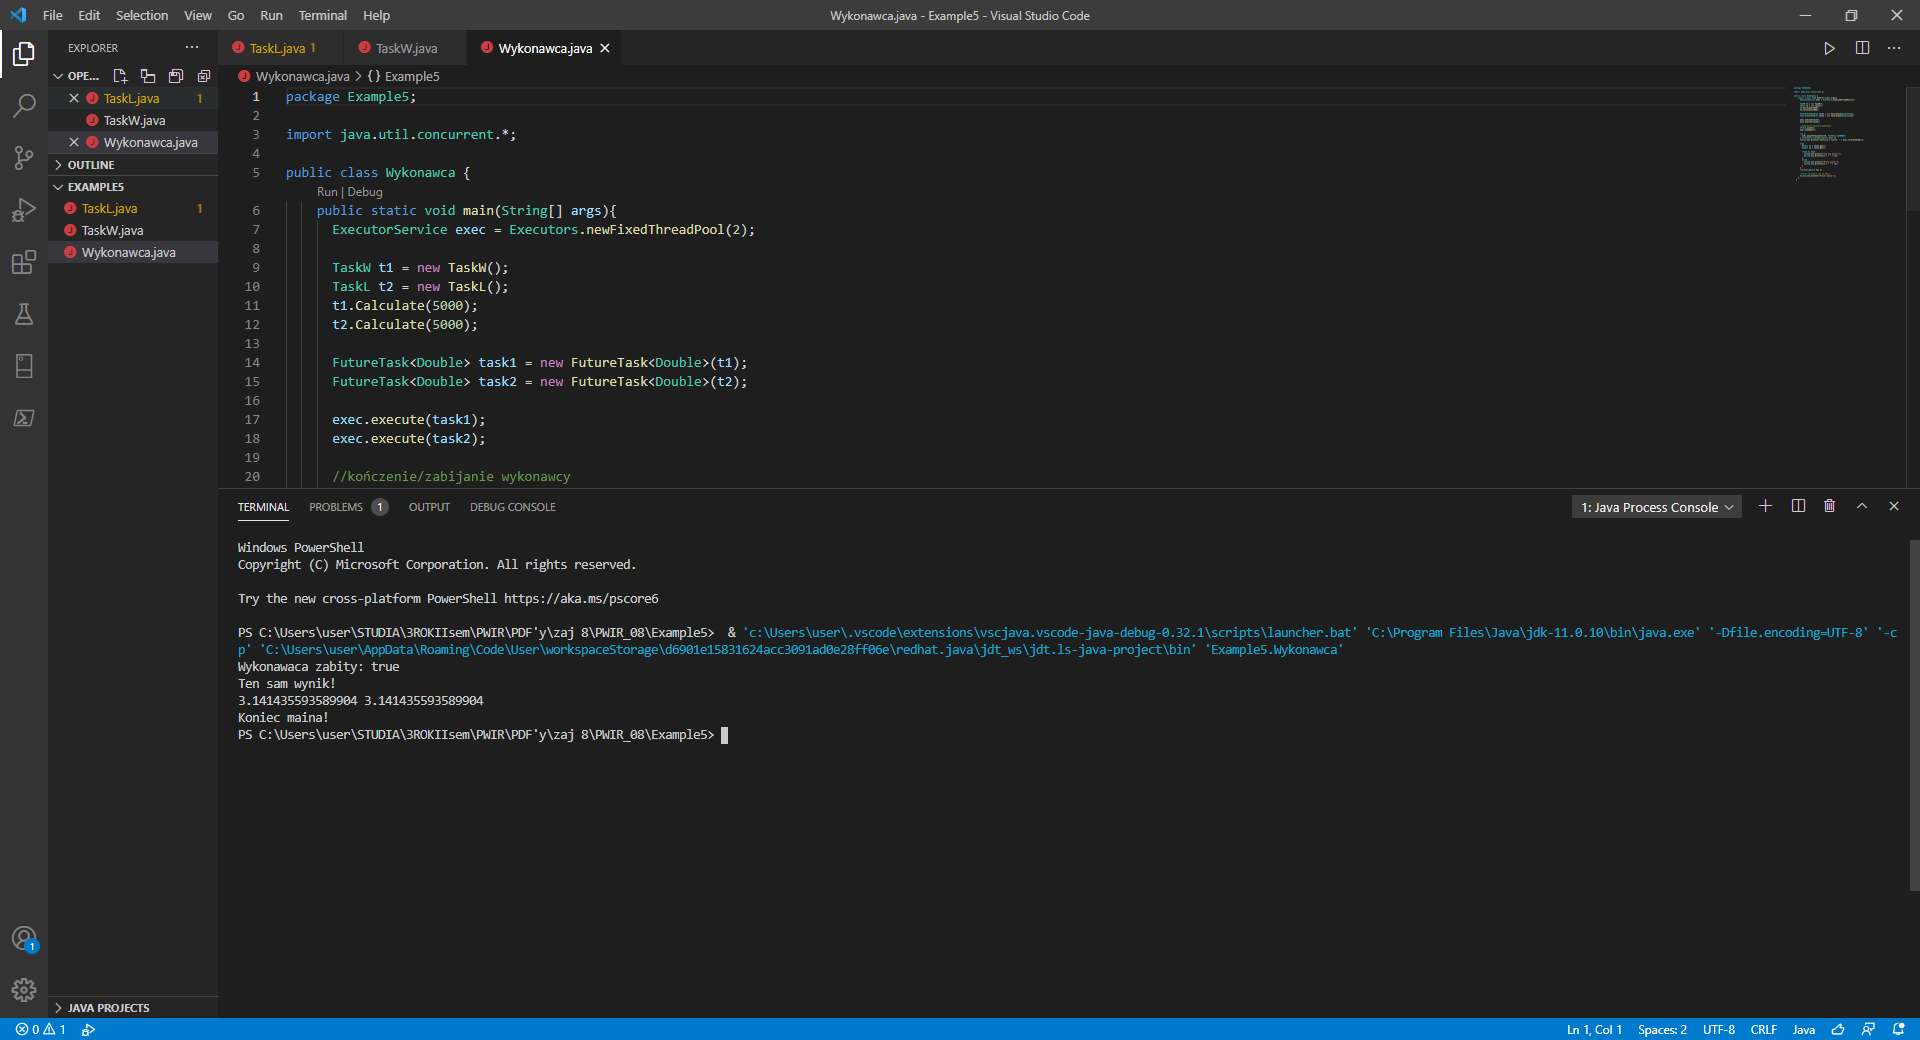 File Edit Selection View Go Run Terminal Help
Wykonawca.java - Example5 - Visual Studio Code
EXPLORER
OPE...
TaskL.java 1
TaskW.java
Wykonawca.java
OUTLINE
EXAMPLE5
TaskL.java 1
TaskW.java
Wykonawca.java
JAVA PROJECTS
TaskL.java 1 TaskW.java Wykonawca.java
Wykonawca.java > {} Example5
1 package Example5;
2
3 import java.util.concurrent.*;
4
5 public class Wykonawca {
Run | Debug
6 public static void main(String[] args){
7 ExecutorService exec = Executors.newFixedThreadPool(2);
8
9 TaskW t1 = new TaskW();
10 TaskL t2 = new TaskL();
11 t1.Calculate(5000);
12 t2.Calculate(5000);
13
14 FutureTask<Double> task1 = new FutureTask<Double>(t1);
15 FutureTask<Double> task2 = new FutureTask<Double>(t2);
16
17 exec.execute(task1);
18 exec.execute(task2);
19
20 //kończenie/zabijanie wykonawcy
TERMINAL PROBLEMS 1 OUTPUT DEBUG CONSOLE
1: Java Process Console
Windows PowerShell
Copyright (C) Microsoft Corporation. All rights reserved.
Try the new cross-platform PowerShell https://aka.ms/pscore6
PS C:\Users\user\STUDIA\3ROKIIsem\PWIR\PDF'y\zaj 8\PWIR_08\Example5>  & 'c:\Users\user\.vscode\extensions\vscjava.vscode-java-debug-0.32.1\scripts\launcher.bat' 'C:\Program Files\Java\jdk-11.0.10\bin\java.exe' '-Dfile.encoding=UTF-8' '-c
p' 'C:\Users\user\AppData\Roaming\Code\User\workspaceStorage\d6901e15831624acc3091ad0e28ff06e\redhat.java\jdt_ws\jdt.ls-java-project\bin' 'Example5.Wykonawca'
Wykonawaca zabity: true
Ten sam wynik!
3.141435593589904 3.141435593589904
Koniec maina!
PS C:\Users\user\STUDIA\3ROKIIsem\PWIR\PDF'y\zaj 8\PWIR_08\Example5>
1
0 1
Ln 1, Col 1 Spaces: 2 UTF-8 CRLF Java